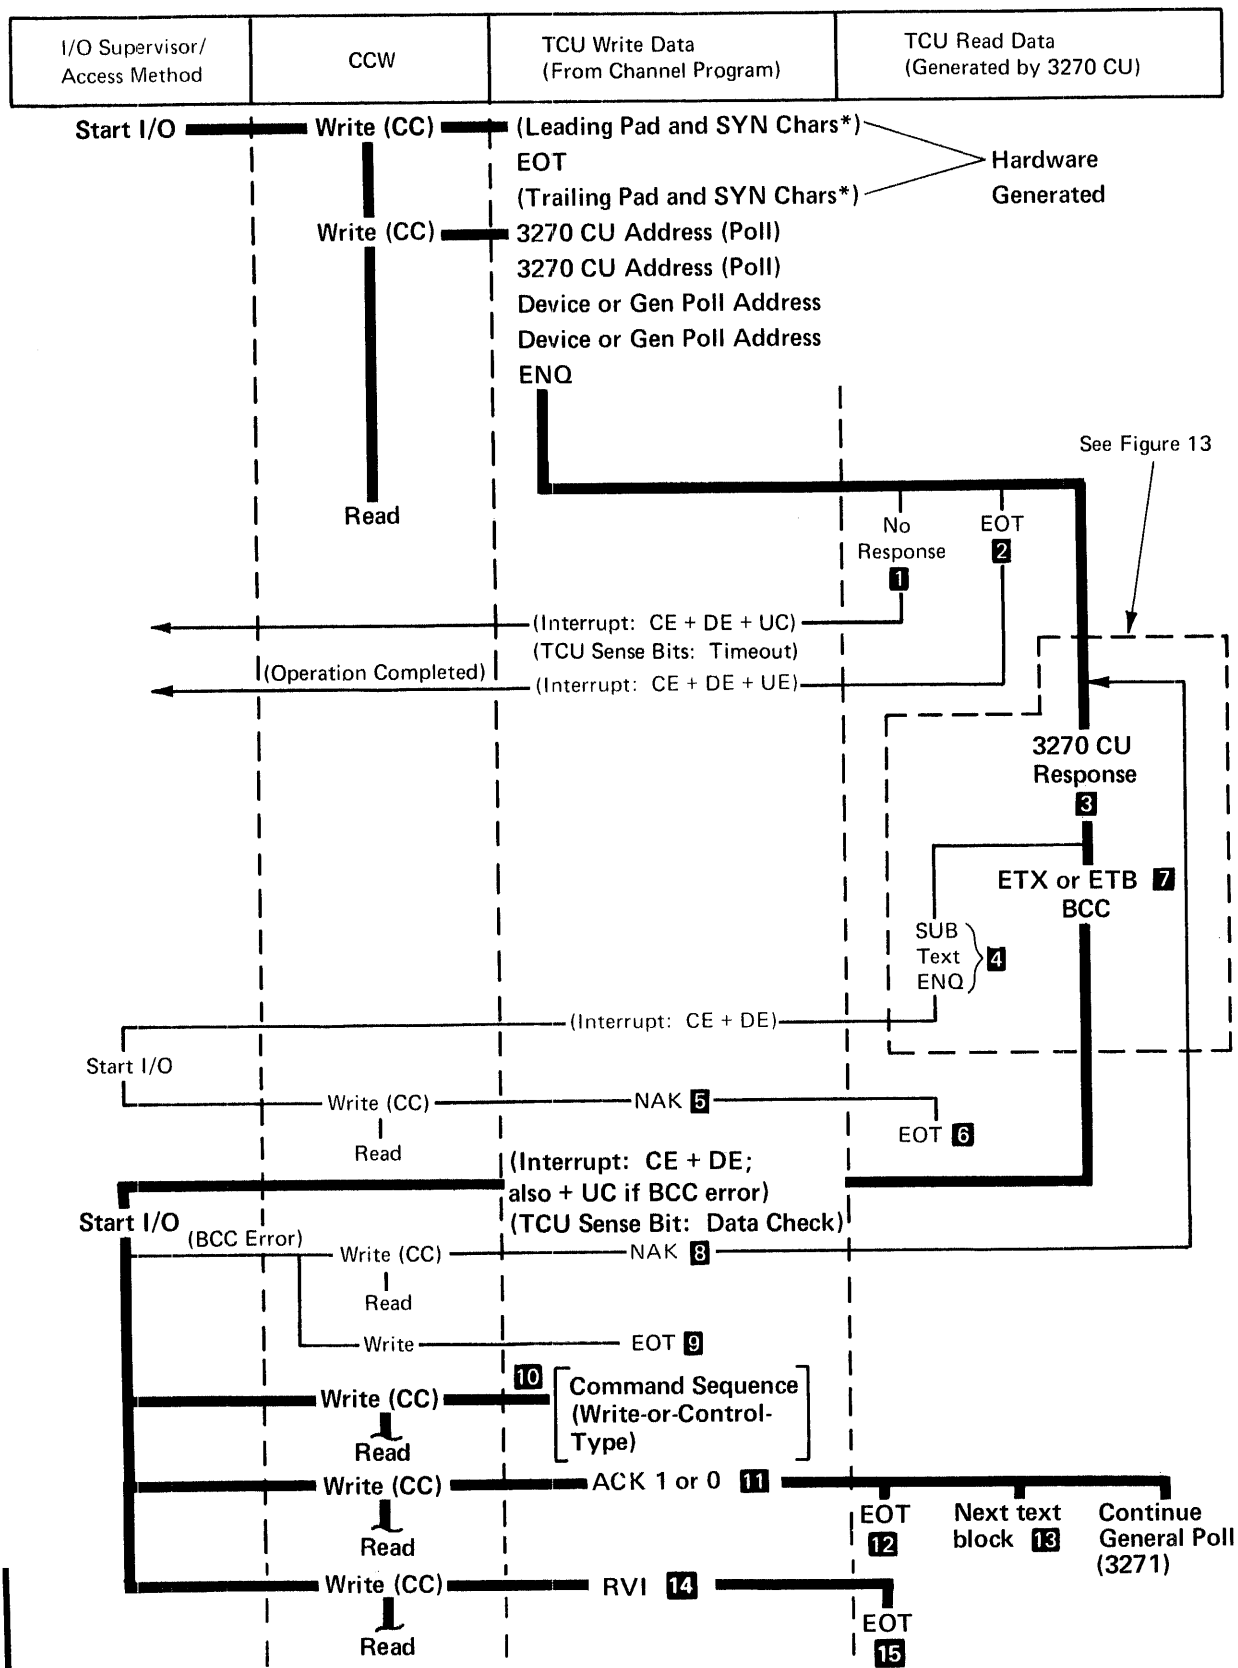 I/O Supervisor/
Access Method
CCW
TCU Write Data
(From Channel Program)
TCU Read Data
(Generated by 3270 CU)
Start I/O
Write (CC)
(Leading Pad and SYN Chars*)
EOT
Hardware
Generated
(Trailing Pad and SYN Chars*)
Write (CC)
3270 CU Address (Poll)
3270 CU Address (Poll)
Device or Gen Poll Address
Device or Gen Poll Address
ENQ
See Figure 13
Read
No
Response
1
EOT
2
(Interrupt: CE + DE + UC)
(TCU Sense Bits: Timeout)
(Operation Completed)
(Interrupt: CE + DE + UE)
3270 CU
Response
3
ETX or ETB 7
BCC
SUB
Text
ENQ
4
(Interrupt: CE + DE)
Start I/O
Write (CC)
NAK 5
Read
EOT 6
(Interrupt: CE + DE;
also + UC if BCC error)
(TCU Sense Bit: Data Check)
Start I/O
(BCC Error)
Write (CC)
NAK 8
Read
Write
EOT 9
Write (CC)
10
Command Sequence
(Write-or-Control-
Type)
Read
Write (CC)
ACK 1 or 0 11
Read
EOT
12
Next text
block 13
Continue
General Poll
(3271)
Write (CC)
RVI 14
Read
EOT
15